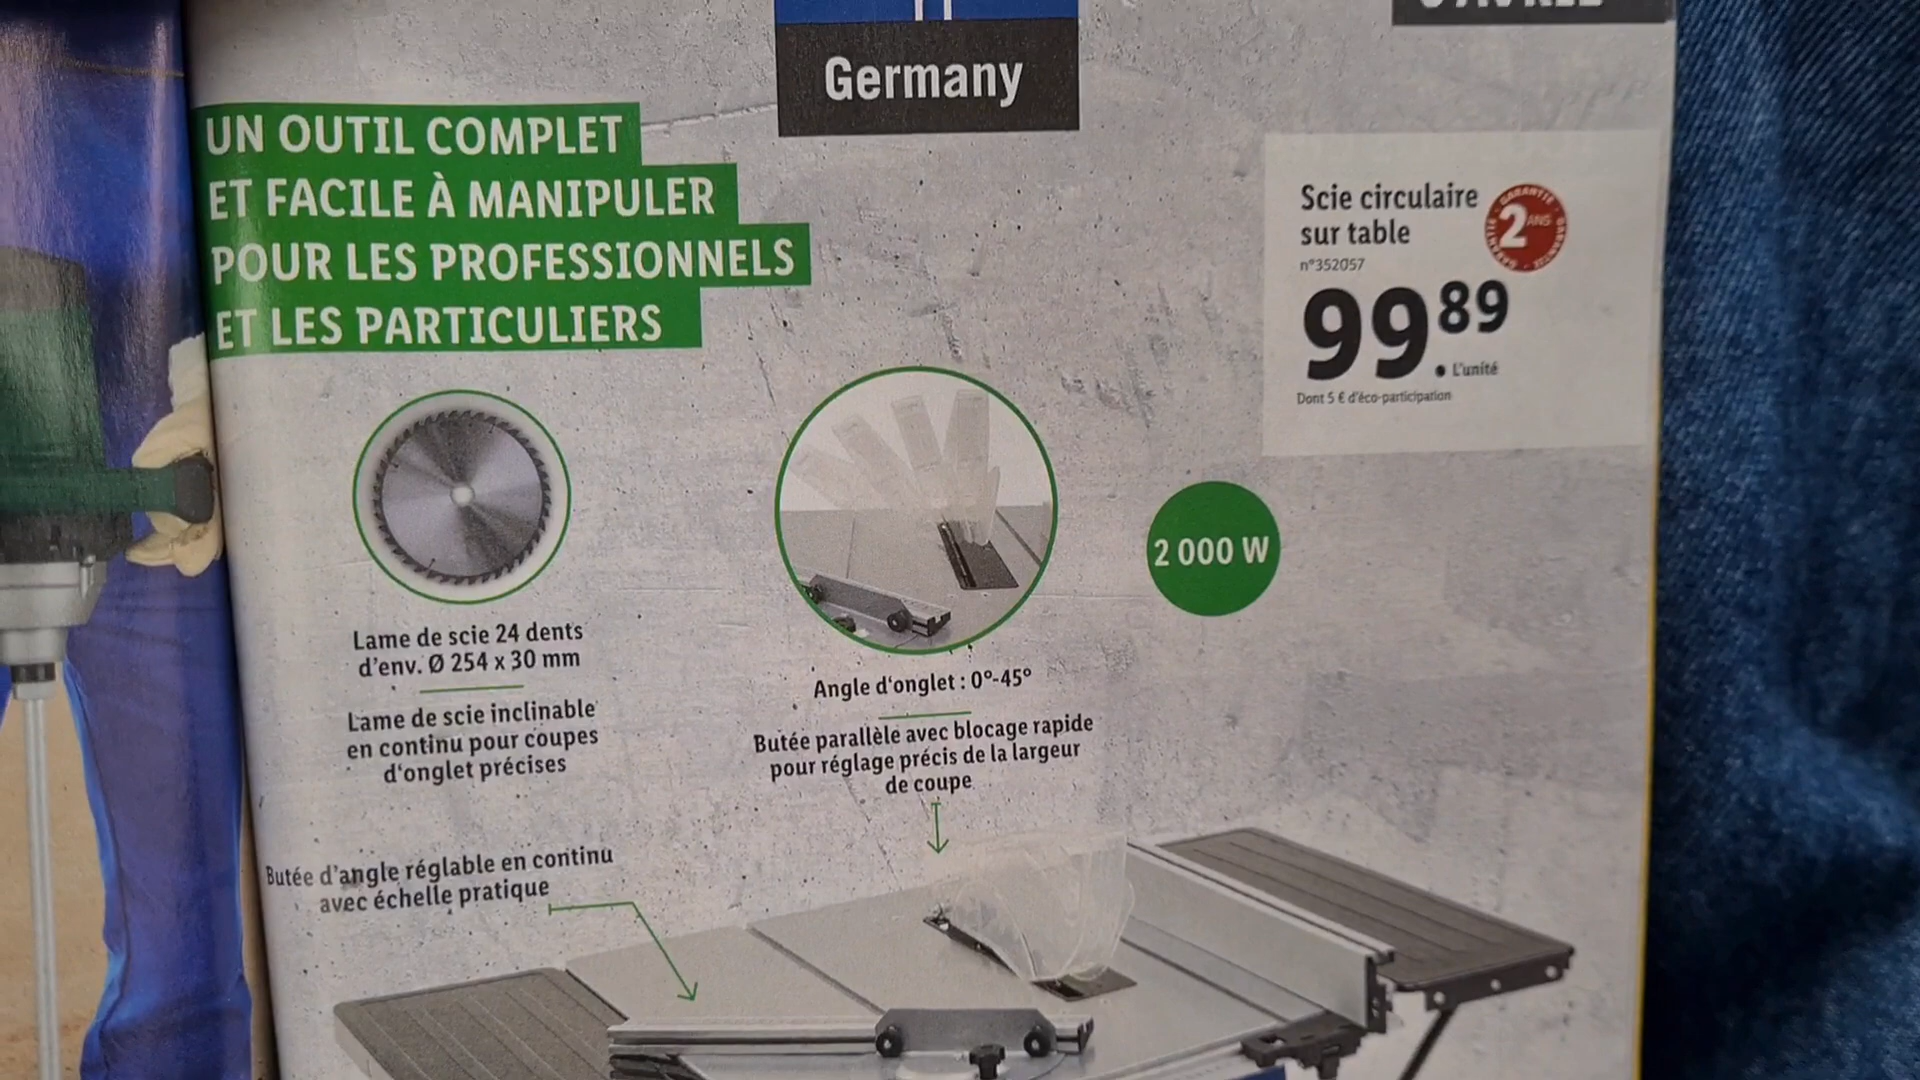 Germany
UN OUTIL COMPLET
ET FACILE À MANIPULER
POUR LES PROFESSIONNELS
ET LES PARTICULIERS
Scie circulaire
sur table
n°352057
GARANTIE
2 ANS
99 89
• L'unité
Dont 5 € d'éco-participation
2 000 W
Lame de scie 24 dents
d'env. Ø 254 x 30 mm
Lame de scie inclinable
en continu pour coupes
d'onglet précises
Angle d'onglet : 0°-45°
Butée parallèle avec blocage rapide
pour réglage précis de la largeur
de coupe
Butée d'angle réglable en continu
avec échelle pratique